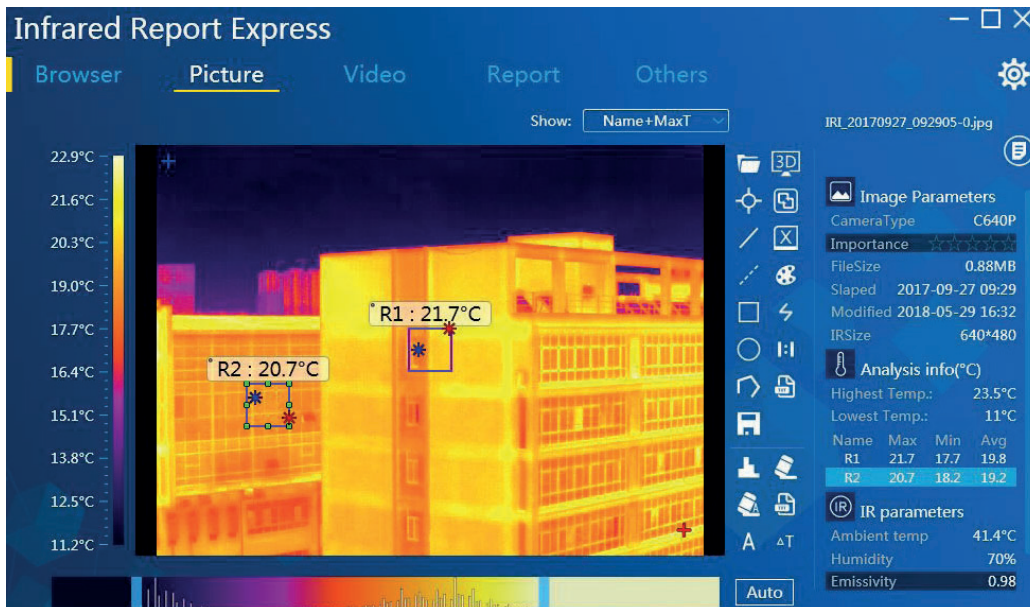 Infrared Report Express
Browser Picture Video Report Others
Show: Name+MaxT
IRI_20170927_092905-0.jpg
22.9°C
21.6°C
20.3°C
19.0°C
17.7°C
16.4°C
15.1°C
13.8°C
12.5°C
11.2°C
R1 : 21.7°C
R2 : 20.7°C
3D
X
1:1
A ΔT
Auto
Image Parameters
CameraType C640P
Importance
FileSize 0.88MB
Slaped 2017-09-27 09:29
Modified 2018-05-29 16:32
IRSize 640*480
Analysis info(°C)
Highest Temp.: 23.5°C
Lowest Temp.: 11°C
Name Max Min Avg
R1 21.7 17.7 19.8
R2 20.7 18.2 19.2
IR IR parameters
Ambient temp 41.4°C
Humidity 70%
Emissivity 0.98